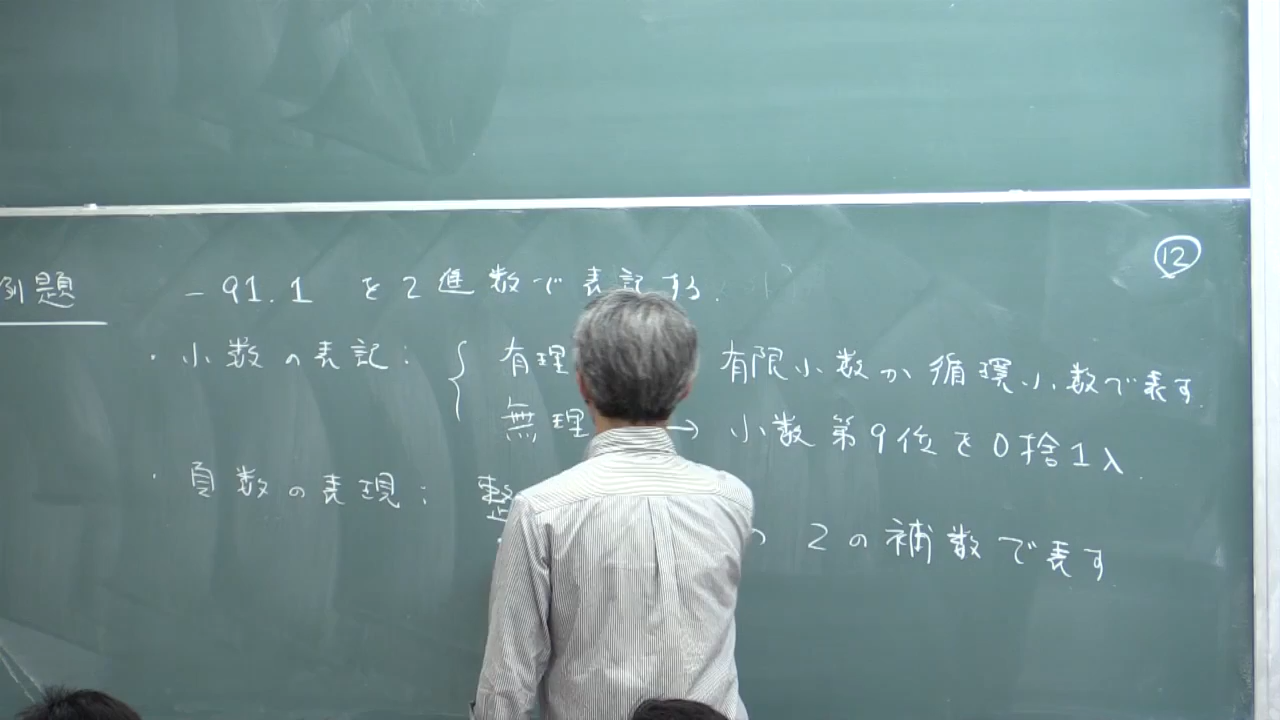 ⑫
例題 -91.1 を2進数で表記する.
・小数の表記: { 有理 有限小数か循環小数で表す.
無理 → 小数第9位を0捨1入.
・負数の表現: 整
2の補数で表す